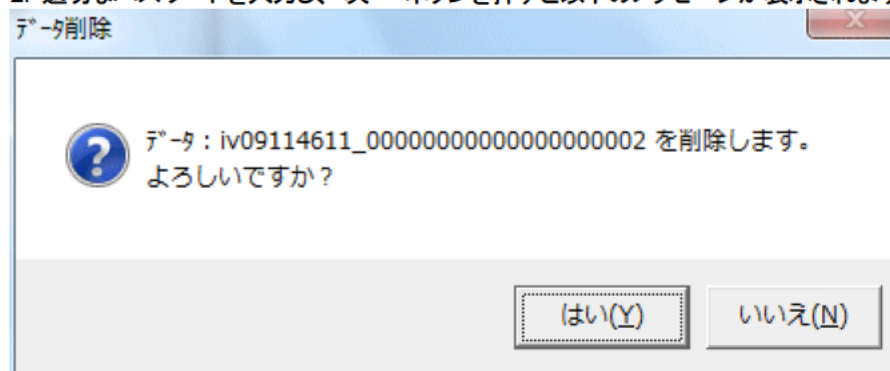 ﾃﾞｰﾀ削除
ﾃﾞｰﾀ：iv09114611_00000000000000000002 を削除します。
よろしいですか？
はい(Y)
いいえ(N)